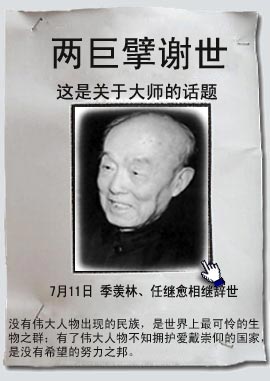 两巨擘谢世
这是关于大师的话题
7月11日 季羡林、任继愈相继辞世
没有伟大人物出现的民族，是世界上最可怜的生
物之群；有了伟大人物不知拥护爱戴崇仰的国家，
是没有希望的努力之邦。